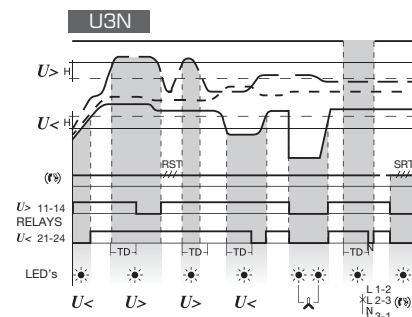 U3N
U> H
U< H
RST SRT
U> 11-14
RELAYS
U< 21-24
TD TD TD TD N
LED's
U< U> U> U< L 1-2
L 2-3
N 3-1